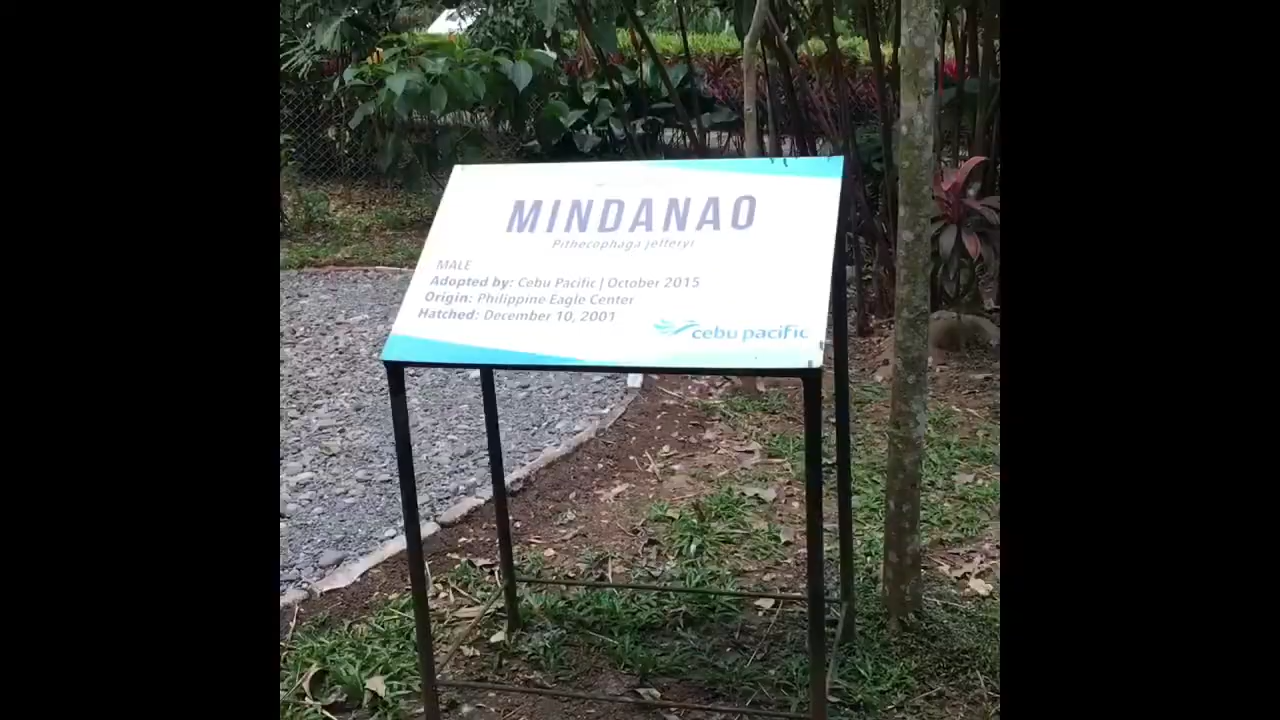 MINDANAO
Pithecophaga jefferyi
MALE
Adopted by: Cebu Pacific | October 2015
Origin: Philippine Eagle Center
Hatched: December 10, 2001
cebu pacific